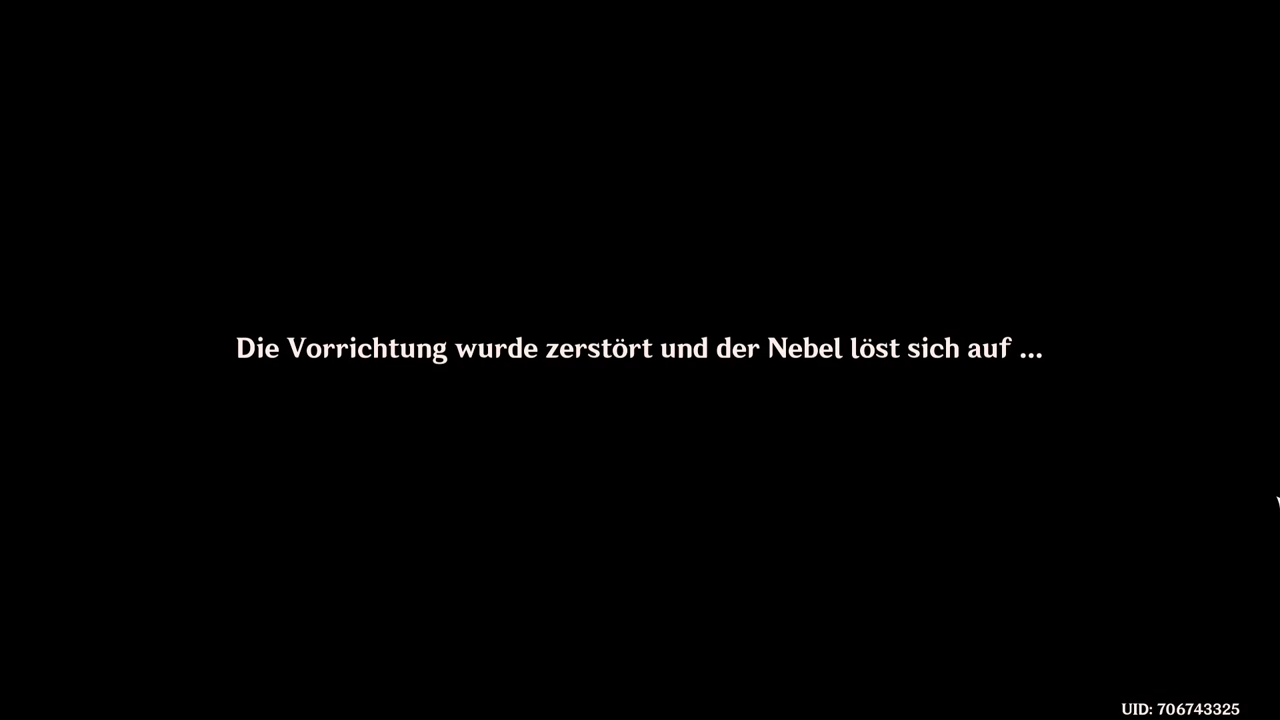 Die Vorrichtung wurde zerstört und der Nebel löst sich auf ...
UID: 706743325